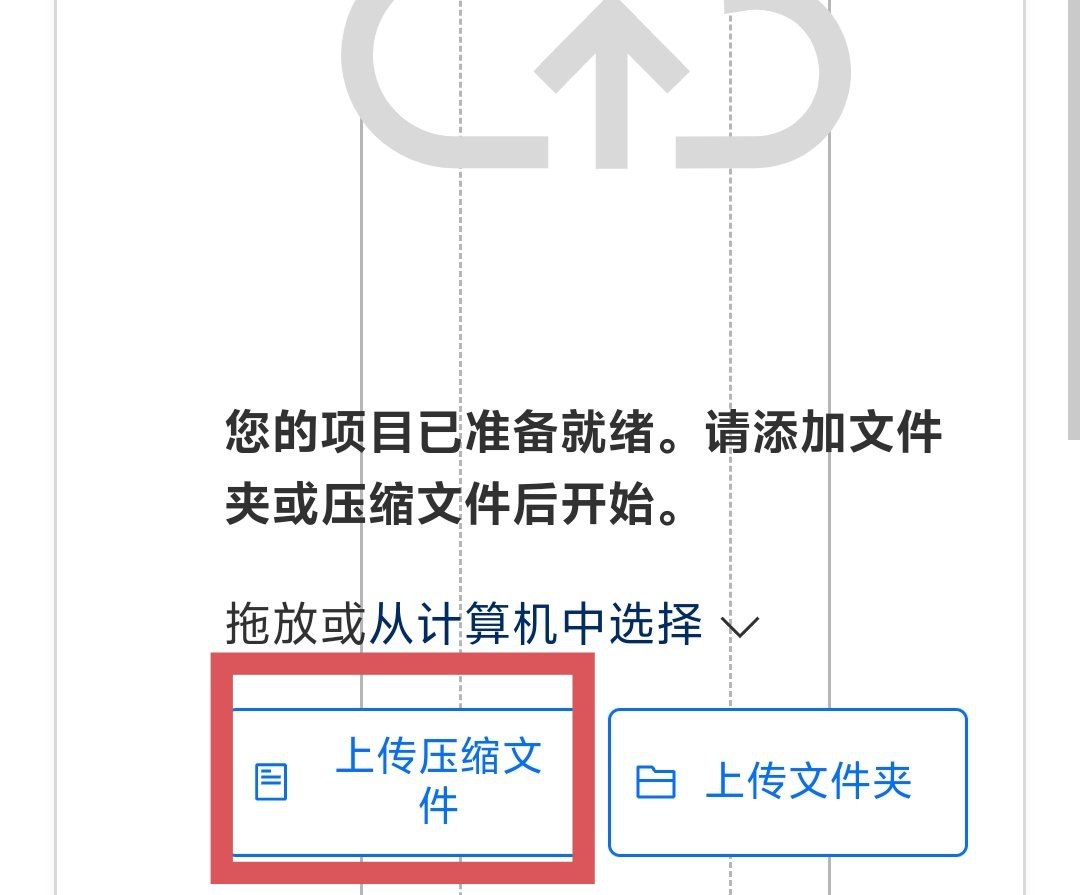 您的项目已准备就绪。请添加文件
夹或压缩文件后开始。
拖放或从计算机中选择
上传压缩文
件
上传文件夹